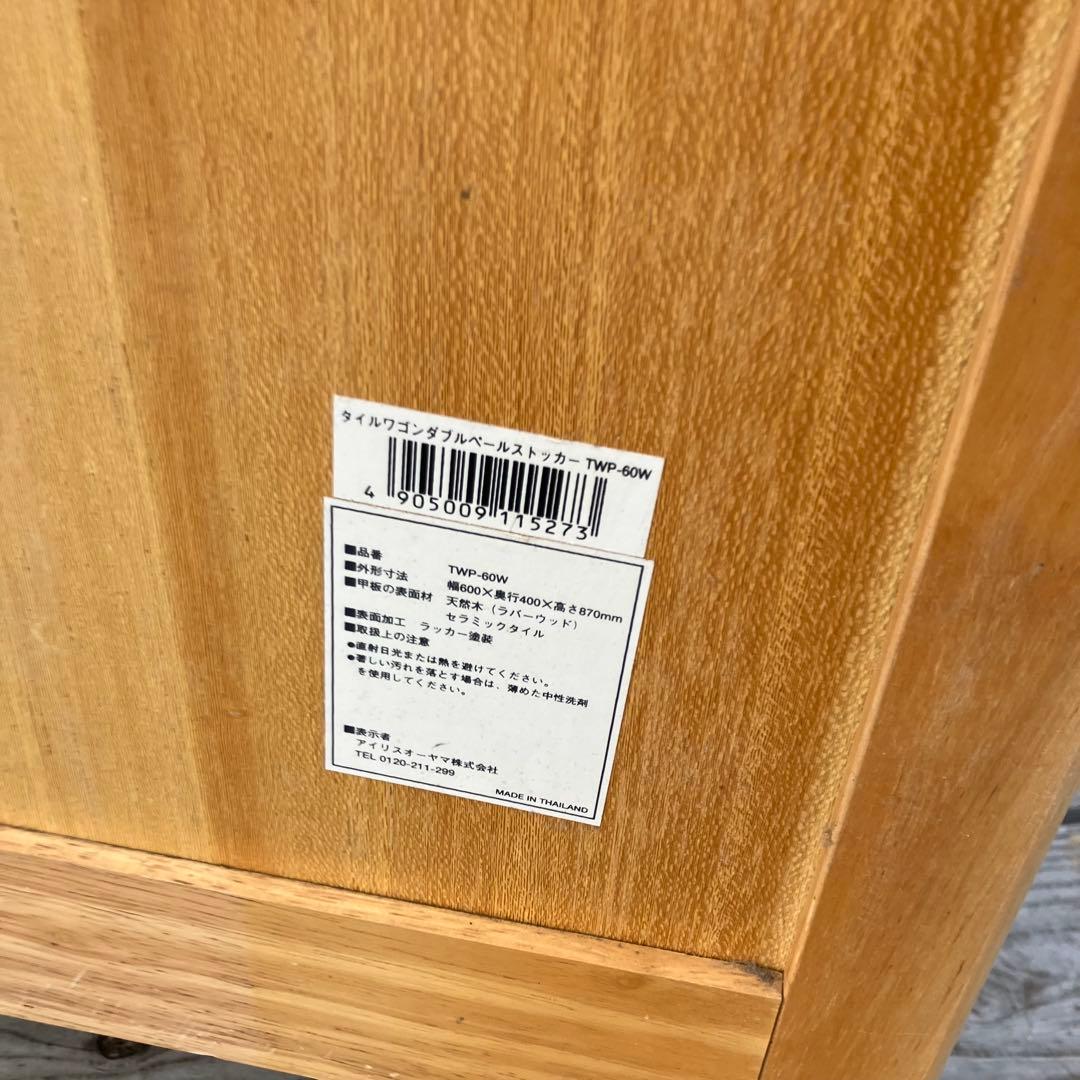 タイルワゴンダブルペールストッカー TWP-60W
4 905009 115273
■品番 TWP-60W
■外形寸法 幅600×奥行400×高さ870mm
■甲板の表面材 天然木（ラバーウッド）
セラミックタイル
■表面加工 ラッカー塗装
■取扱上の注意
●直射日光または熱を避けてください。
●著しい汚れを落とす場合は、薄めた中性洗剤
を使用してください。
■表示者
アイリスオーヤマ株式会社
TEL 0120-211-299
MADE IN THAILAND